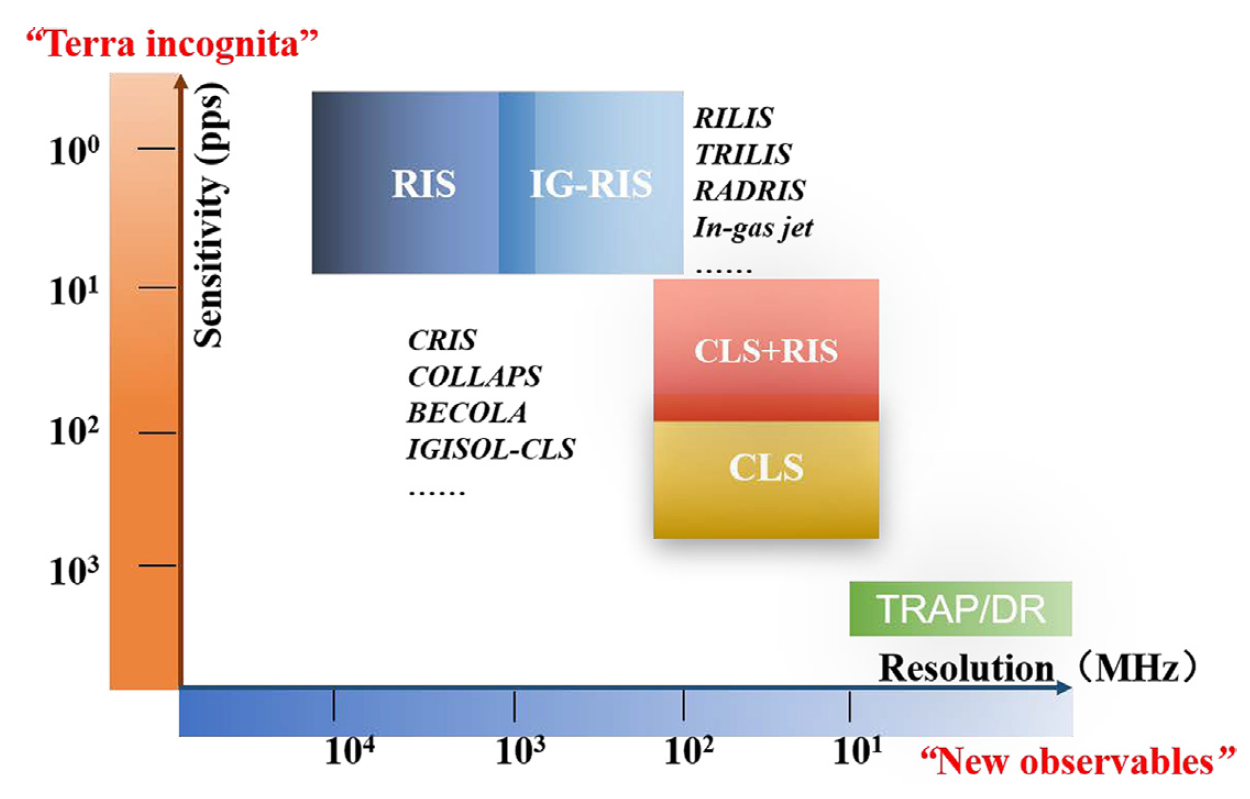 “Terra incognita”
Sensitivity (pps)
10⁰
10¹
10²
10³
RIS
IG-RIS
RILIS
TRILIS
RADRIS
In-gas jet
……
CRIS
COLLAPS
BECOLA
IGISOL-CLS
……
CLS+RIS
CLS
TRAP/DR
Resolution（MHz）
10⁴ 10³ 10² 10¹
“New observables”